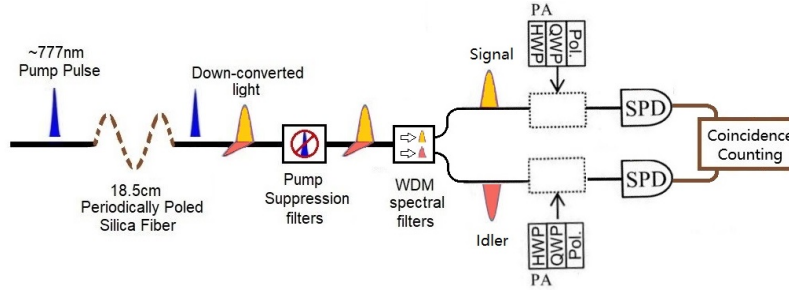 ~777nm
Pump Pulse
Down-converted
light
18.5cm
Periodically Poled
Silica Fiber
Pump
Suppression
filters
WDM
spectral
filters
Signal
Idler
PA
HWP
QWP
Pol.
SPD
SPD
Coincidence
Counting
HWP
QWP
Pol.
PA